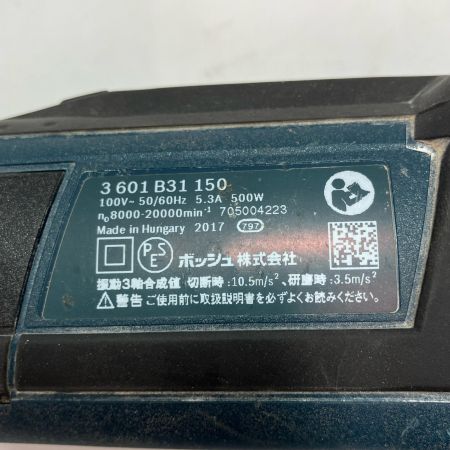 3 601 B31 150
100V~ 50/60Hz 5.3A 500W
n₀8000-20000min⁻¹ 705004223
Made in Hungary 2017 797
PSE ボッシュ株式会社
振動3軸合成値 切断時:10.5m/s²、研磨時:3.5m/s²
⚠警告 ご使用前に取扱説明書を必ずよくお読みください。